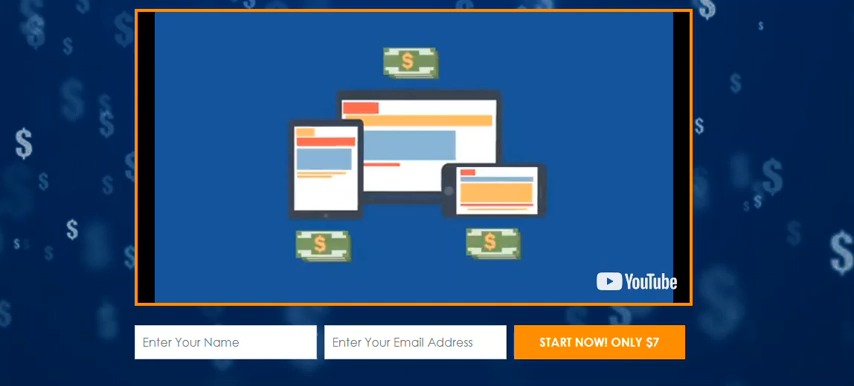 YouTube
Enter Your Name
Enter Your Email Address
START NOW! ONLY $7